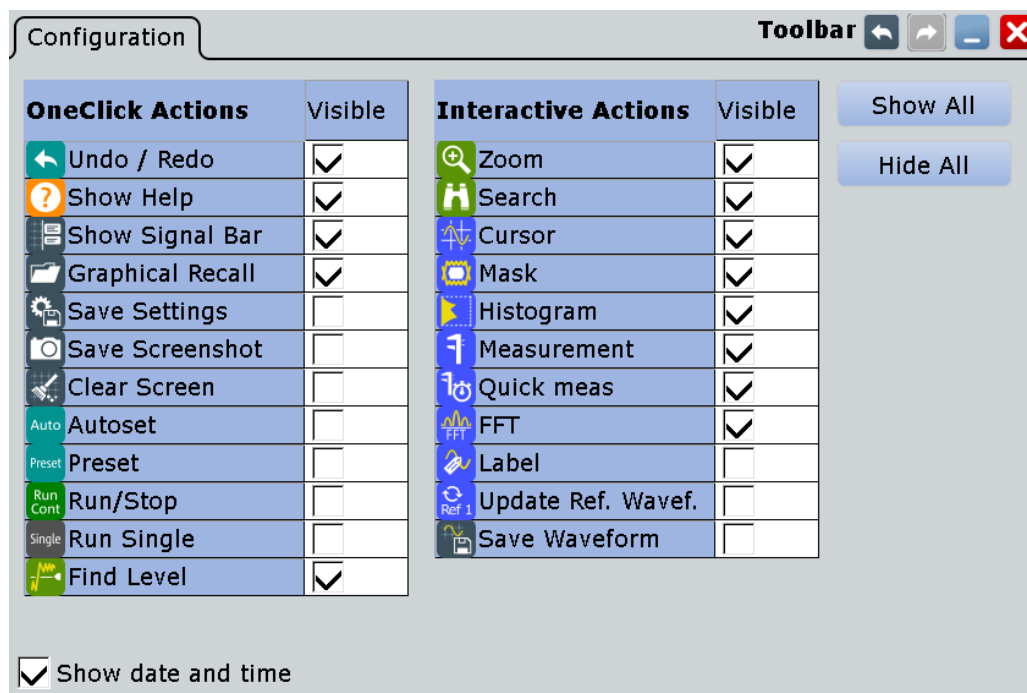 Configuration
Toolbar
OneClick Actions Visible
Undo / Redo
? Show Help
Show Signal Bar
Graphical Recall
Save Settings
Save Screenshot
Clear Screen
Auto Autoset
Preset Preset
Run Cont Run/Stop
Single Run Single
Find Level
Interactive Actions Visible
Zoom
Search
Cursor
Mask
Histogram
Measurement
Quick meas
FFT FFT
Label
Ref 1 Update Ref. Wavef.
Save Waveform
Show All
Hide All
Show date and time